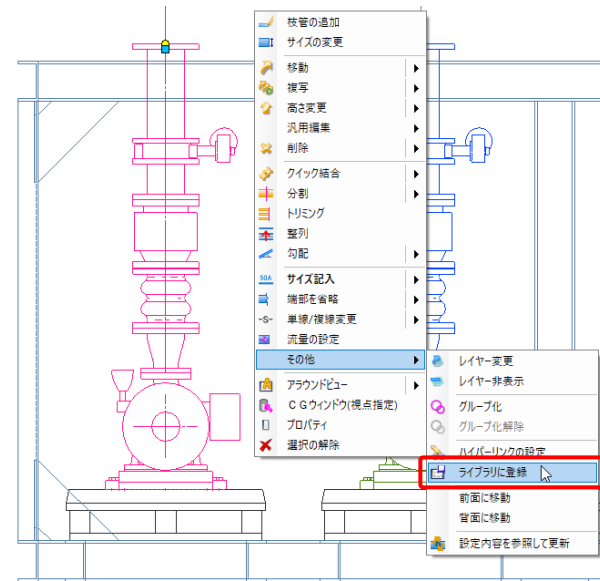 枝管の追加
サイズの変更
移動
複写
高さ変更
汎用編集
削除
クイック結合
分割
トリミング
整列
勾配
50A サイズ記入
端部を省略
-S- 単線/複線変更
流量の設定
その他
アラウンドビュー
ＣＧウィンドウ(視点指定)
プロパティ
選択の解除
レイヤー変更
レイヤー非表示
グループ化
グループ化解除
ハイパーリンクの設定
ライブラリに登録
前面に移動
背面に移動
設定内容を参照して更新